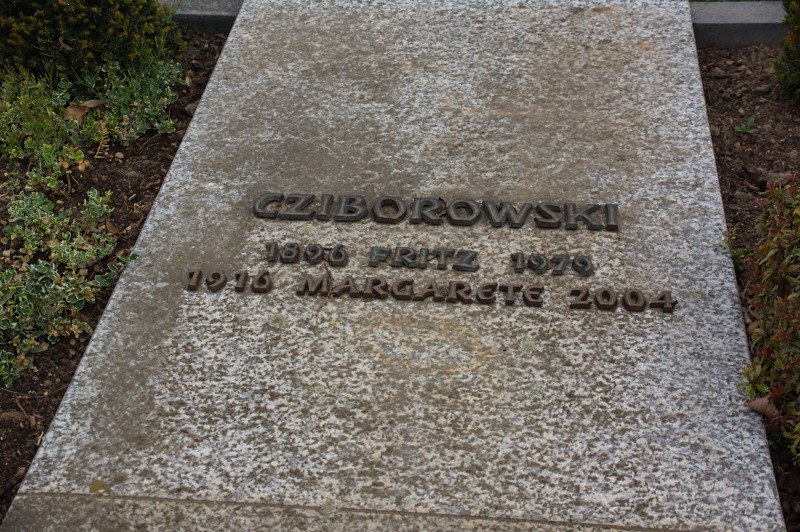 CZIBOROWSKI
1896 FRITZ 1979
1916 MARGARETE 2004